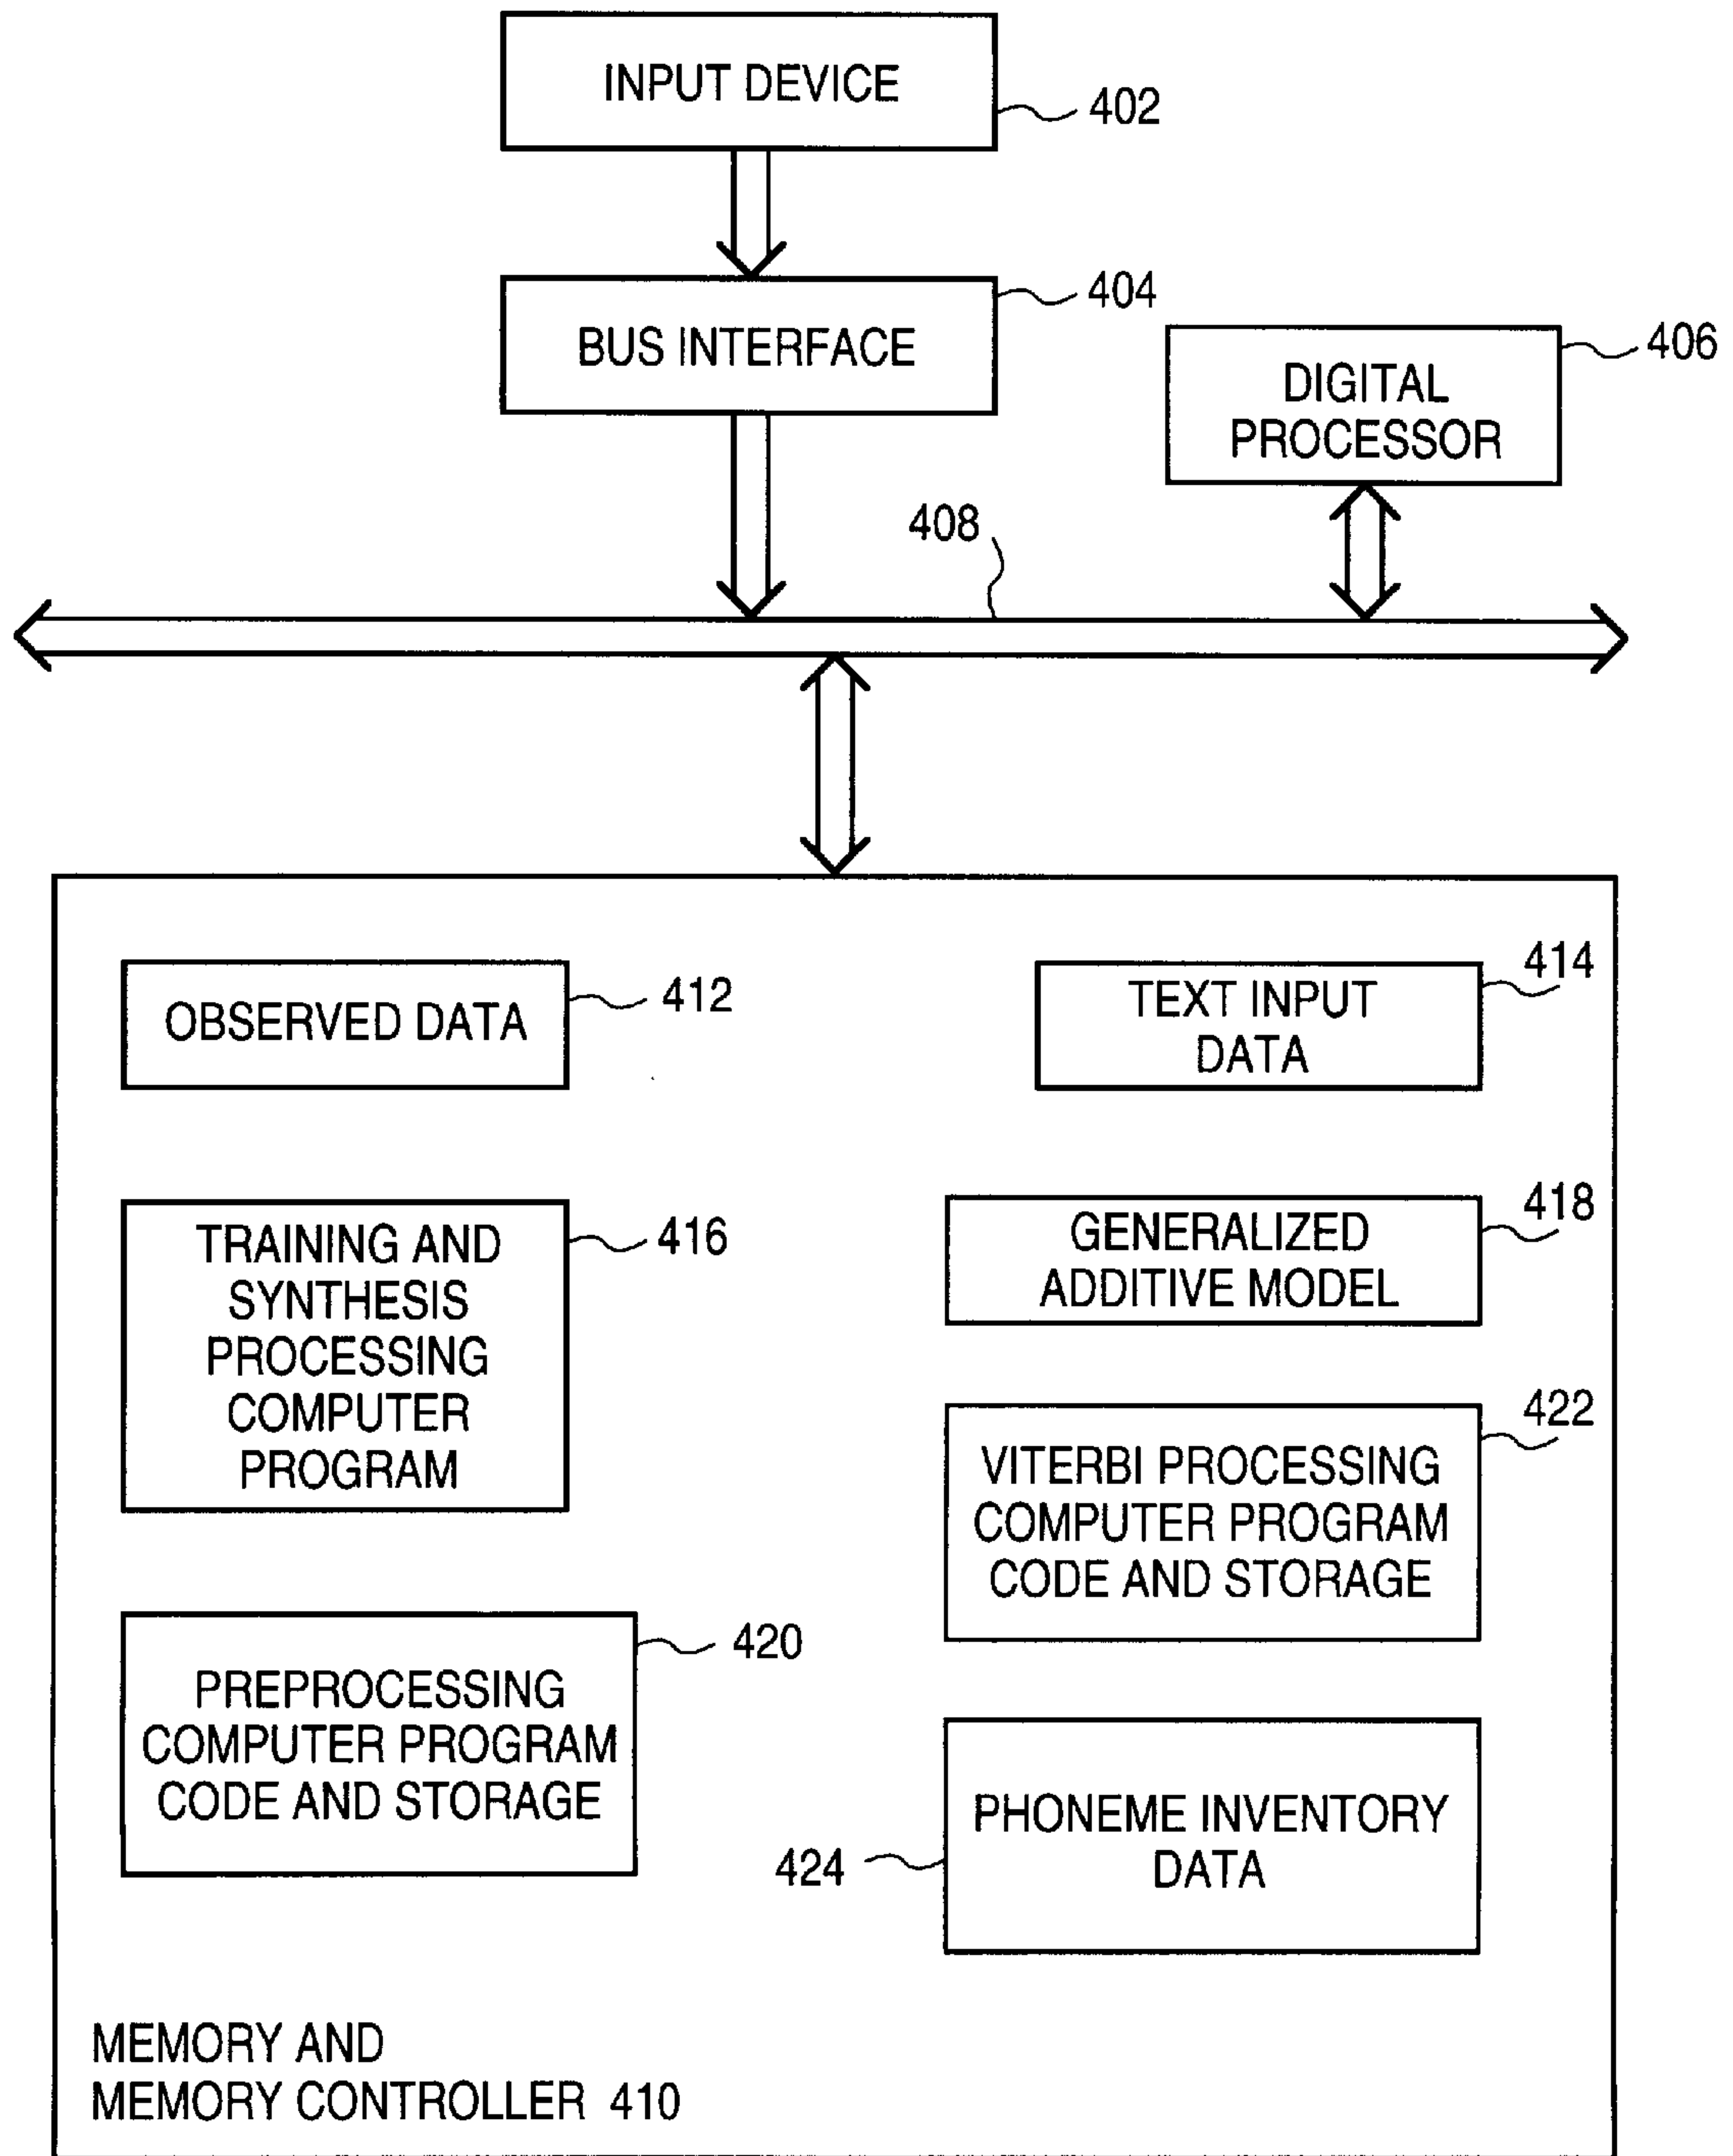 INPUT DEVICE
402
BUS INTERFACE
404
DIGITAL
PROCESSOR
406
408
OBSERVED DATA
412
TEXT INPUT
DATA
414
TRAINING AND
SYNTHESIS
PROCESSING
COMPUTER
PROGRAM
416
GENERALIZED
ADDITIVE MODEL
418
VITERBI PROCESSING
COMPUTER PROGRAM
CODE AND STORAGE
422
PREPROCESSING
COMPUTER PROGRAM
CODE AND STORAGE
420
PHONEME INVENTORY
DATA
424
MEMORY AND
MEMORY CONTROLLER 410